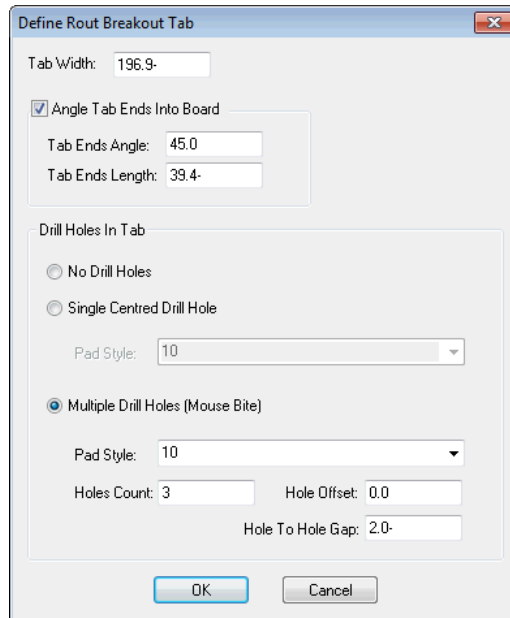 Define Rout Breakout Tab
Tab Width: 196.9-
Angle Tab Ends Into Board
Tab Ends Angle: 45.0
Tab Ends Length: 39.4-
Drill Holes In Tab
No Drill Holes
Single Centred Drill Hole
Pad Style: 10
Multiple Drill Holes (Mouse Bite)
Pad Style: 10
Holes Count: 3 Hole Offset: 0.0
Hole To Hole Gap: 2.0-
OK Cancel